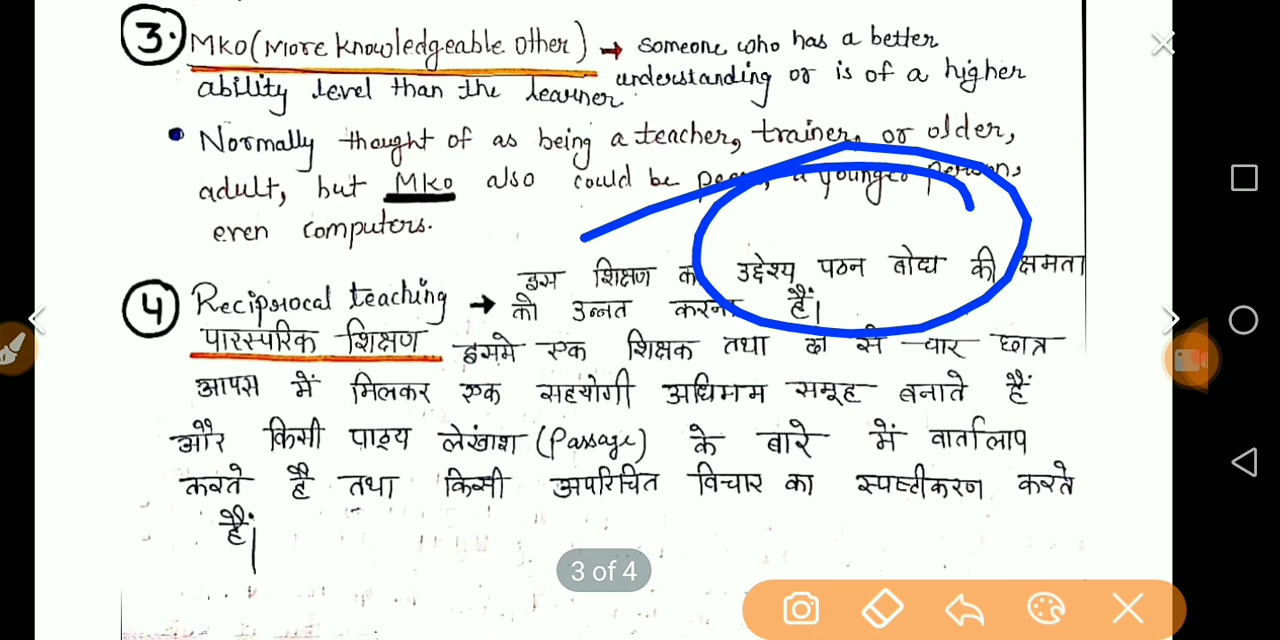 3. MKO (More knowledgeable other) → someone who has a better
understanding or is of a higher
ability level than the learner.
• Normally thought of as being a teacher, trainer, or older,
adult, but MKO also could be peers, a younger person,
even computers.
4 Reciprocal teaching → इस शिक्षण का उद्देश्य पठन बोध की क्षमता
को उन्नत करना है।
पारस्परिक शिक्षण इसमे एक शिक्षक तथा दो से चार छात्र
आपस में मिलकर एक सहयोगी अधिगम समूह बनाते हैं
और किसी पाठ्य लेखांश (Passage) के बारे में वार्तालाप
करते है तथा किसी अपरिचित विचार का स्पष्टीकरण करते
हैं।
3 of 4